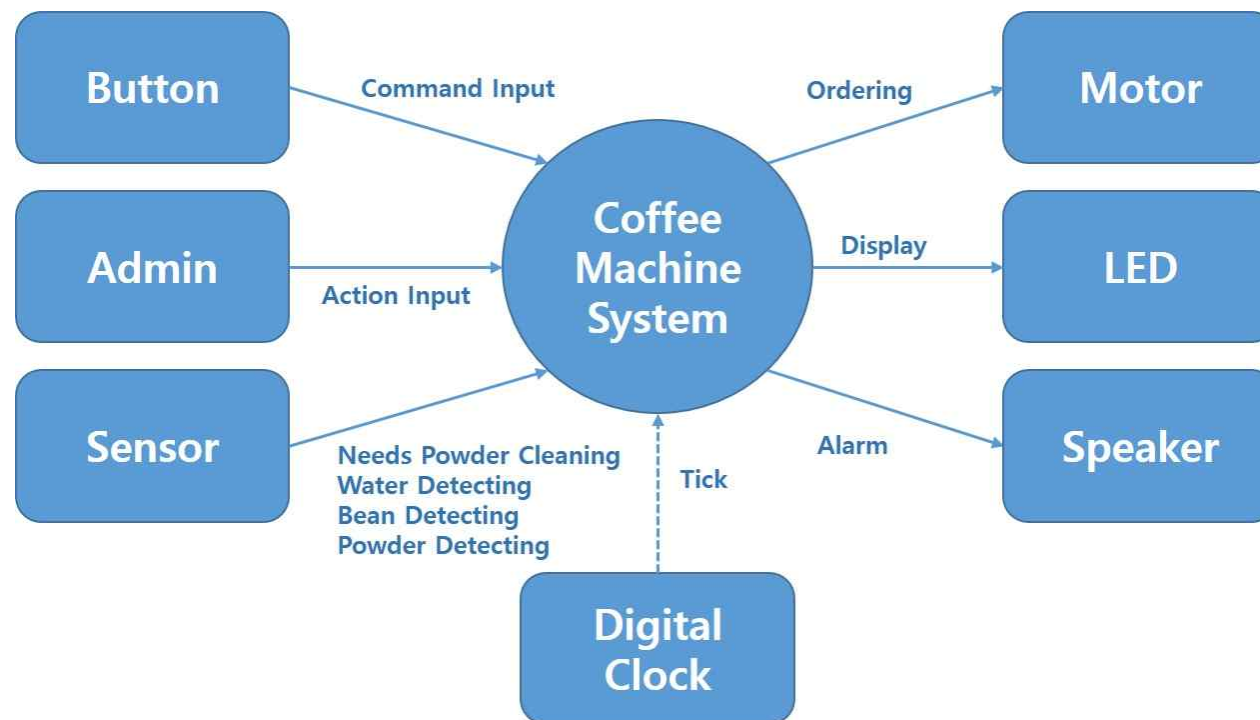 Button
Command Input
Ordering
Motor
Admin
Action Input
Coffee
Machine
System
Display
LED
Sensor
Needs Powder Cleaning
Water Detecting
Bean Detecting
Powder Detecting
Tick
Alarm
Speaker
Digital
Clock